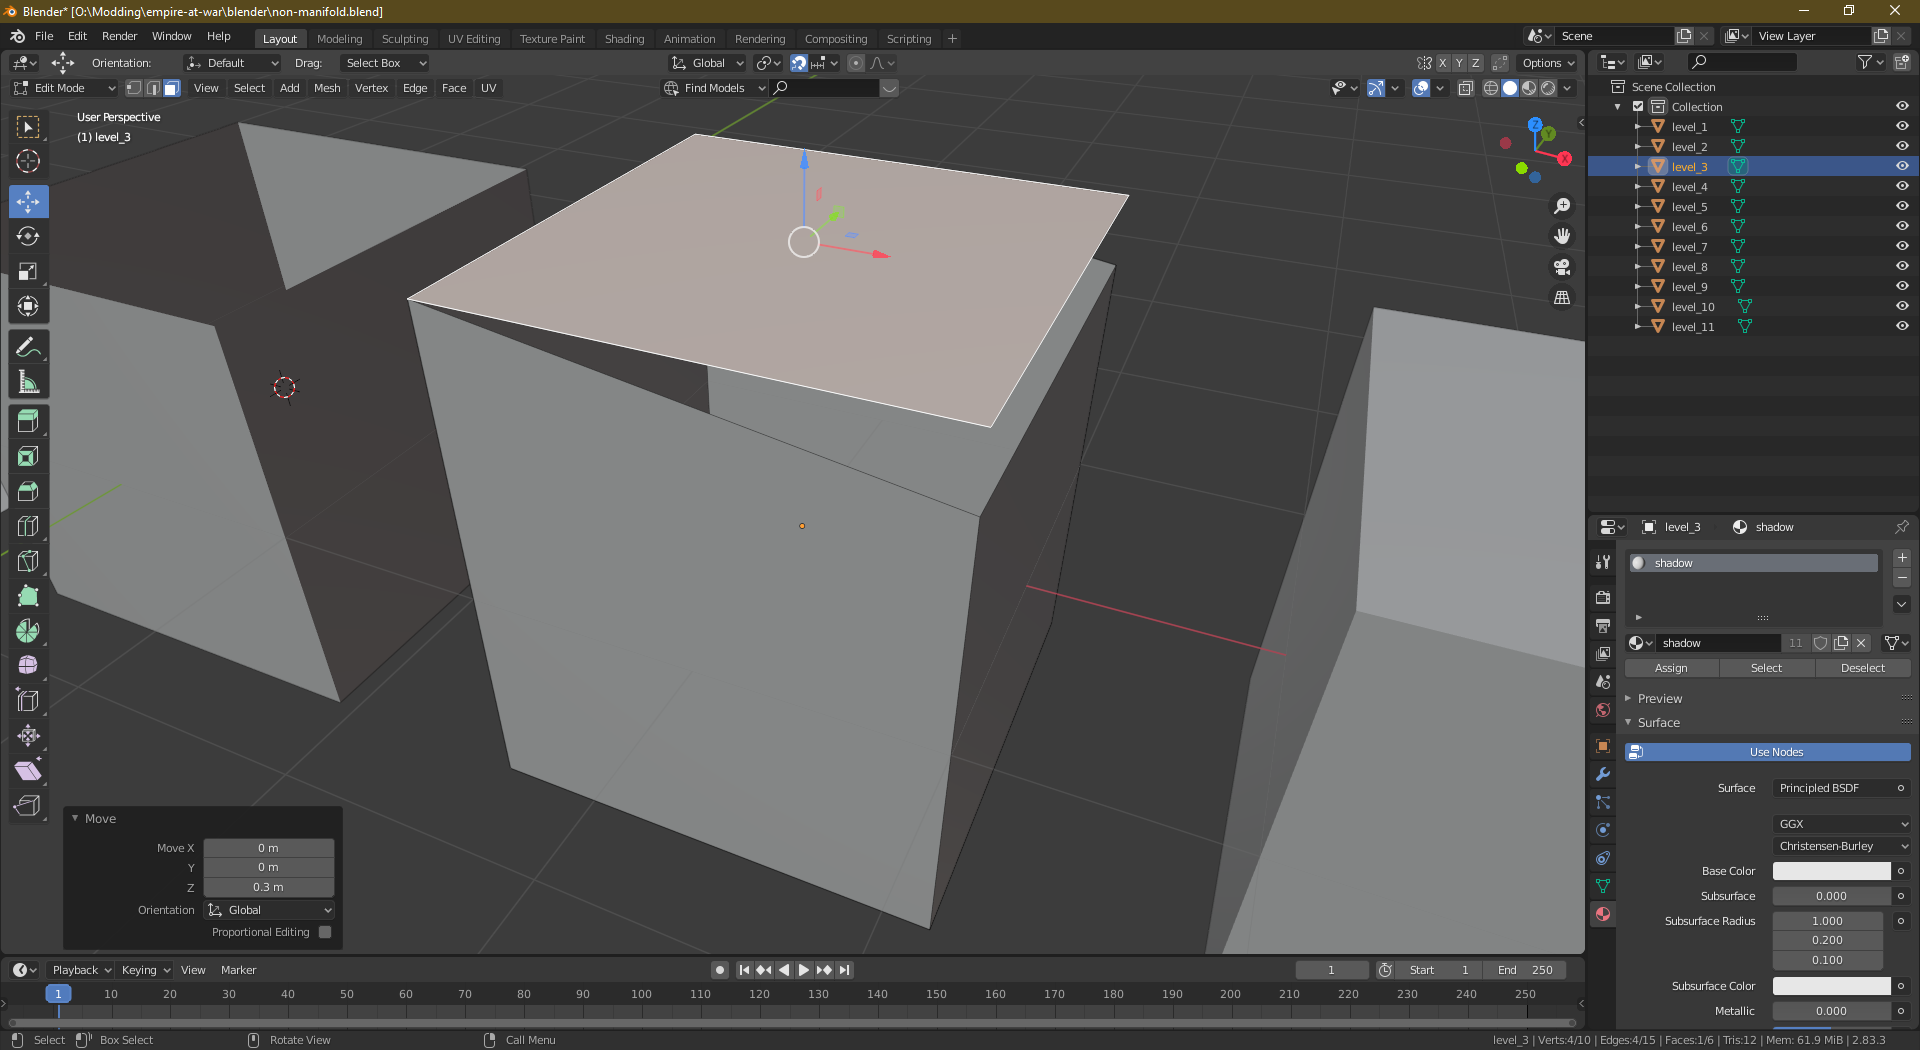 Blender* [O:\Modding\empire-at-war\blender\non-manifold.blend]
File Edit Render Window Help Layout Modeling Sculpting UV Editing Texture Paint Shading Animation Rendering Compositing Scripting + Scene View Layer
Orientation: Default Drag: Select Box Global X Y Z Options
Edit Mode View Select Add Mesh Vertex Edge Face UV Find Models
User Perspective
(1) level_3
Z
Y
X
Scene Collection
Collection
level_1
level_2
level_3
level_4
level_5
level_6
level_7
level_8
level_9
level_10
level_11
level_3 shadow
shadow
shadow 11
Assign Select Deselect
Preview
Surface
Use Nodes
Surface Principled BSDF
GGX
Christensen-Burley
Base Color
Subsurface 0.000
Subsurface Radius 1.000
0.200
0.100
Subsurface Color
Metallic 0.000
Move
Move X 0 m
Y 0 m
Z 0.3 m
Orientation Global
Proportional Editing
Playback Keying View Marker 1 Start 1 End 250
1 10 20 30 40 50 60 70 80 90 100 110 120 130 140 150 160 170 180 190 200 210 220 230 240 250
Select Box Select Rotate View Call Menu level_3 | Verts:4/10 | Edges:4/15 | Faces:1/6 | Tris:12 | Mem: 61.9 MiB | 2.83.3